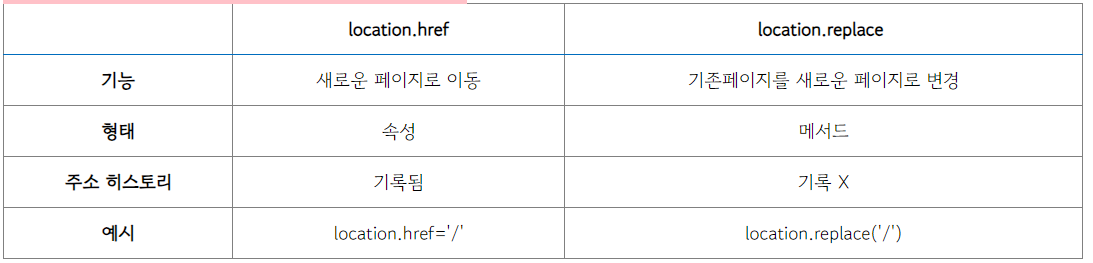 location.href location.replace
기능 새로운 페이지로 이동 기존페이지를 새로운 페이지로 변경
형태 속성 메서드
주소 히스토리 기록됨 기록 X
예시 location.href='/' location.replace('/')